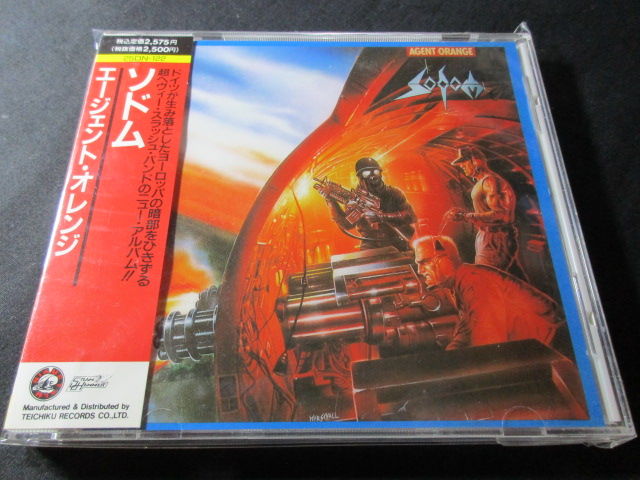 税込定価2,575円
(税抜価格2,500円)
25DN-122
ソドム
エージェント・オレンジ
ドイツが生み落としたヨーロッパの暗部をひきずる
超ヘヴィー・スラッシュ・バンドのニュー・アルバム!!
Manufactured & Distributed by
TEICHIKU RECORDS CO.,LTD.
AGENT ORANGE
SODOM
MARSHALL